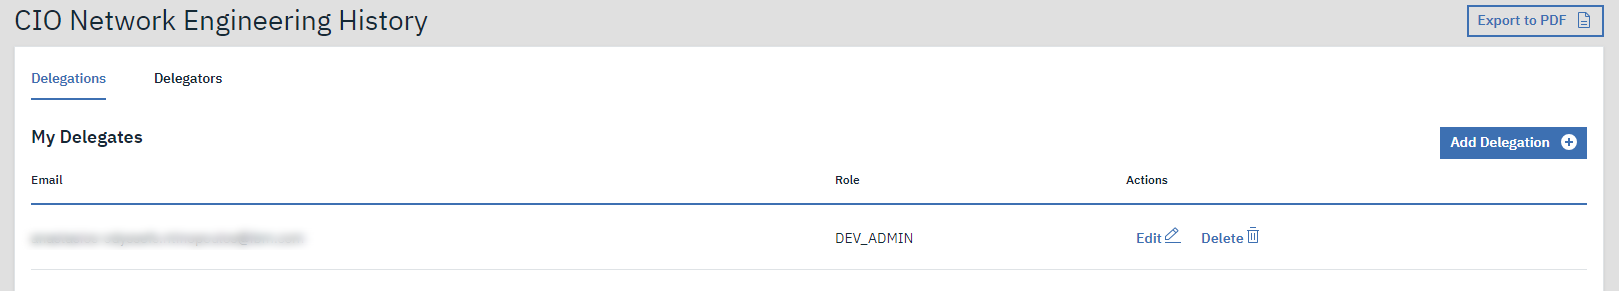 CIO Network Engineering History
Export to PDF
Delegations Delegators
My Delegates
Add Delegation
Email Role Actions
DEV_ADMIN Edit Delete